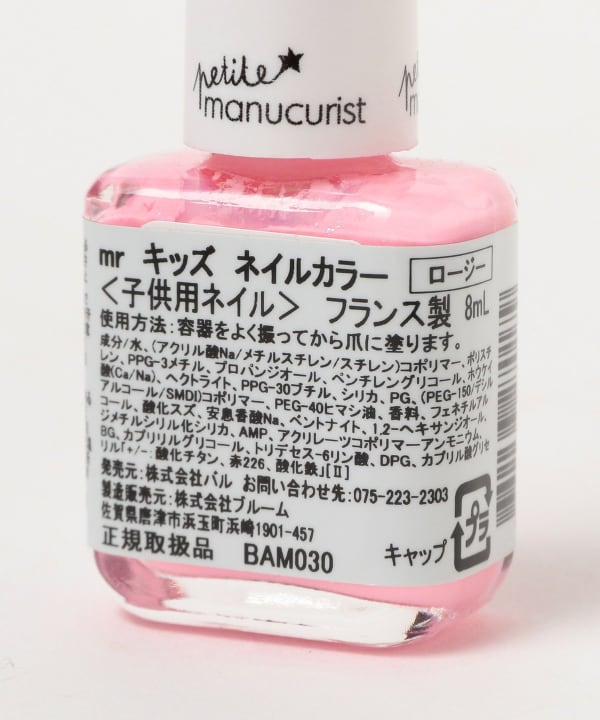 petite
manucurist
mr キッズ ネイルカラー ロージー
＜子供用ネイル＞ フランス製 8mL
使用方法:容器をよく振ってから爪に塗ります。
成分/水、(アクリル酸Na/メチルスチレン/スチレン)コポリマー、ポリスチ
レン、PPG-3メチル、プロパンジオール、ペンチレングリコール、ホウケイ
酸(Ca/Na)、ヘクトライト、PPG-30ブチル、シリカ、PG、(PEG-150/デシル
アルコール/SMDI)コポリマー、PEG-40ヒマシ油、香料、フェネチルアル
コール、酸化スズ、安息香酸Na、ベントナイト、1,2-ヘキサンジオール、
ジメチルシリル化シリカ、AMP、アクリレーツコポリマーアンモニウム、
BG、カプリリルグリコール、トリデセス-6リン酸、DPG、カプリル酸グリセ
リル「+/-:酸化チタン、赤226、酸化鉄」[Ⅱ]
発売元:株式会社パル お問い合わせ先:075-223-2303
製造販売元:株式会社ブルーム
佐賀県唐津市浜玉町浜崎1901-457
正規取扱品 BAM030
キャップ プラ